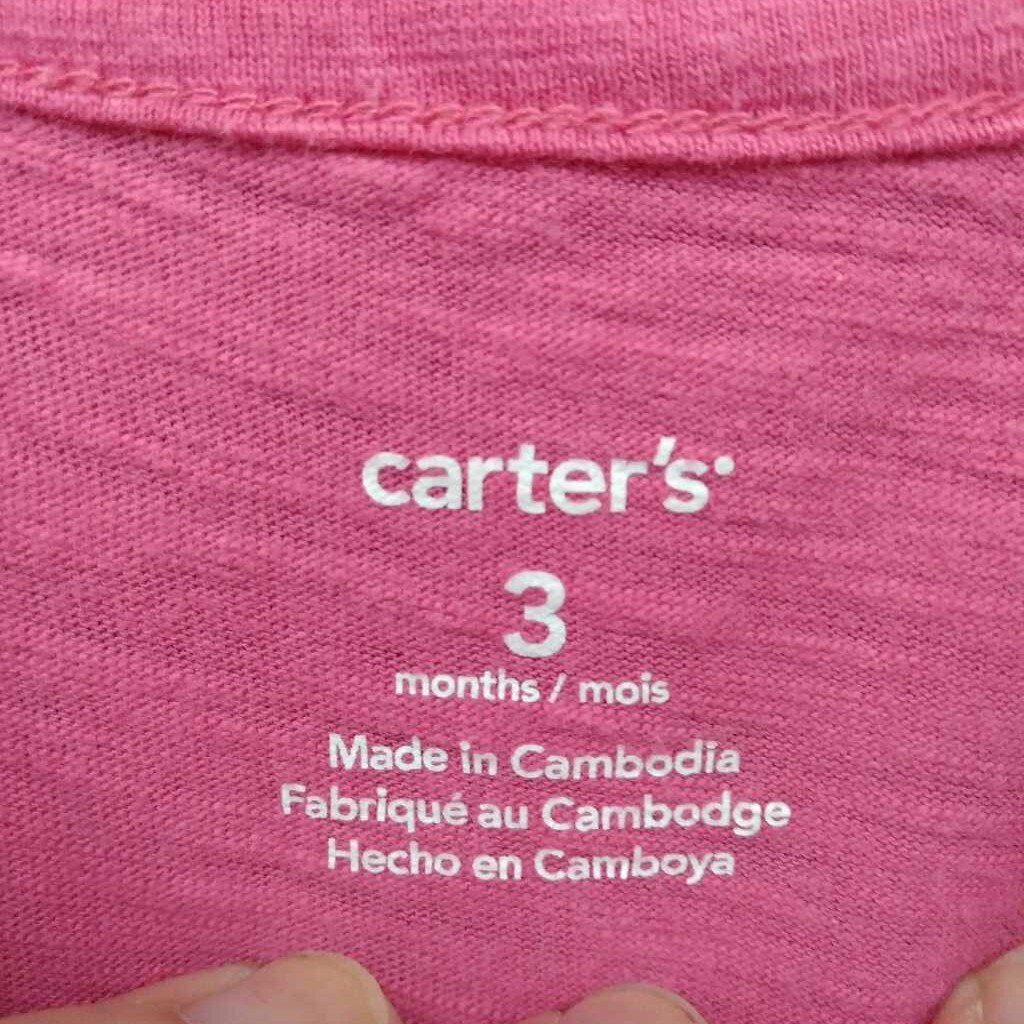 carter's
3
months / mois
Made in Cambodia
Fabriqué au Cambodge
Hecho en Camboya